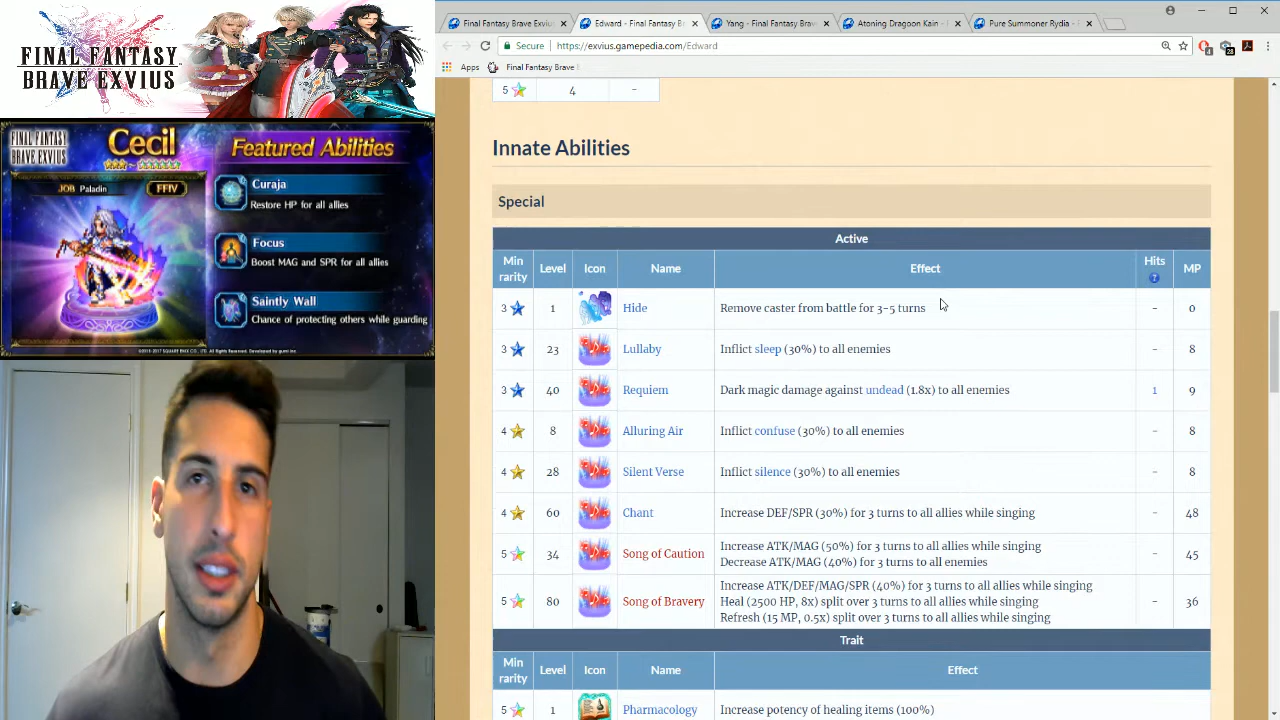 FINAL FANTASY
BRAVE EXVIUS
FINAL FANTASY
BRAVE EXVIUS
Cecil
JOB Paladin
FFIV
Featured Abilities
Curaja
Restore HP for all allies
Focus
Boost MAG and SPR for all allies
Saintly Wall
Chance of protecting others while guarding
Final Fantasy Brave Exvius
Edward - Final Fantasy Br
Yang - Final Fantasy Brav
Atoning Dragoon Kain -
Pure Summoner Rydia - F
Secure
https://exvius.gamepedia.com/Edward
Apps
Final Fantasy Brave
5 4 -
Innate Abilities
Special
Active
Min rarity Level Icon Name Effect Hits ? MP
3 1 Hide Remove caster from battle for 3-5 turns - 0
3 23 Lullaby Inflict sleep (30%) to all enemies - 8
3 40 Requiem Dark magic damage against undead (1.8x) to all enemies 1 9
4 8 Alluring Air Inflict confuse (30%) to all enemies - 8
4 28 Silent Verse Inflict silence (30%) to all enemies - 8
4 60 Chant Increase DEF/SPR (30%) for 3 turns to all allies while singing - 48
5 34 Song of Caution Increase ATK/MAG (50%) for 3 turns to all allies while singing - 45
Decrease ATK/MAG (40%) to all enemies
5 80 Song of Bravery Increase ATK/DEF/MAG/SPR (40%) for 3 turns to all allies while singing - 36
Heal (2500 HP, 8x) split over 3 turns to all allies while singing
Refresh (15 MP, 0.5x) split over 3 turns to all allies while singing
Trait
Min rarity Level Icon Name Effect
5 1 Pharmacology Increase potency of healing items (100%)